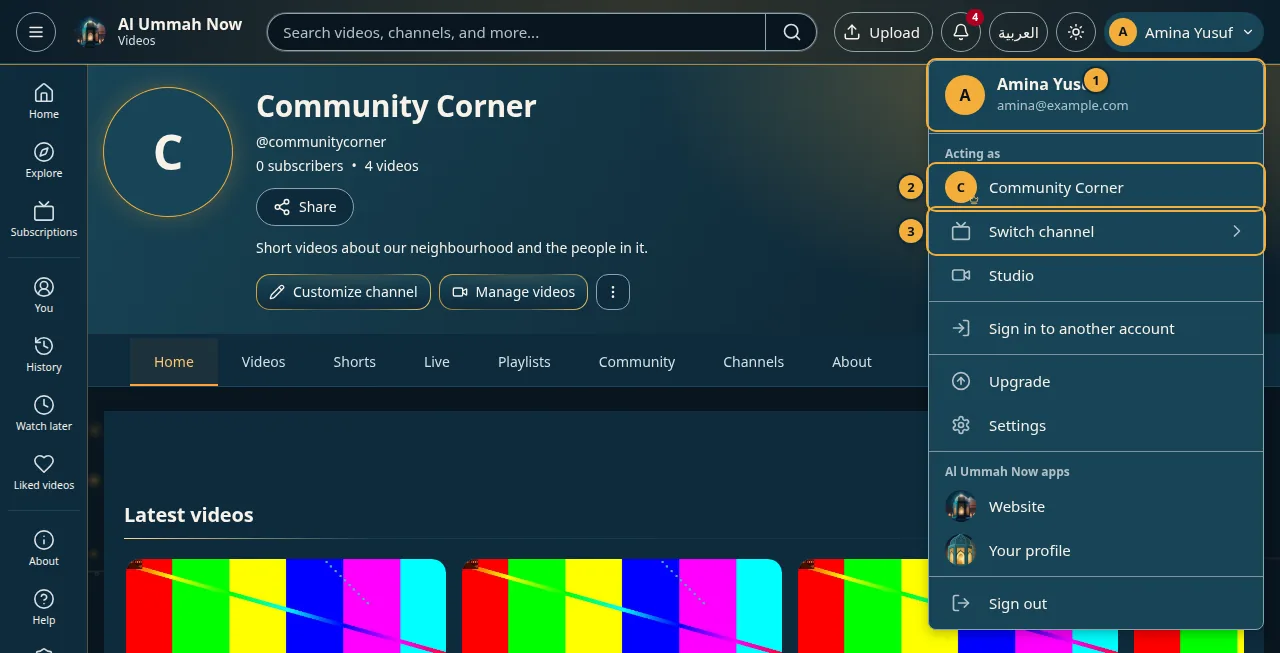 Al Ummah Now
Videos
Search videos, channels, and more...
Upload
4
العربية
A
Amina Yusuf
Home
Explore
Subscriptions
You
History
Watch later
Liked videos
About
Help
C
Community Corner
@communitycorner
0 subscribers • 4 videos
Share
Short videos about our neighbourhood and the people in it.
Customize channel
Manage videos
Home
Videos
Shorts
Live
Playlists
Community
Channels
About
Latest videos
A
Amina
1
amina@example.com
Acting as
2
C
Community Corner
3
Switch channel
Studio
Sign in to another account
Upgrade
Settings
Al Ummah Now apps
Website
Your profile
Sign out